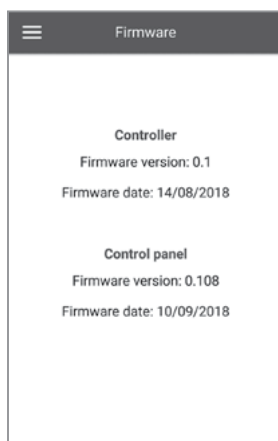 Firmware
Controller
Firmware version: 0.1
Firmware date: 14/08/2018
Control panel
Firmware version: 0.108
Firmware date: 10/09/2018